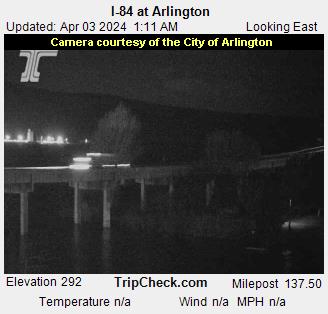 I-84 at Arlington
Updated: Apr 03 2024 1:11 AM Looking East
Camera courtesy of the City of Arlington
Elevation 292 TripCheck.com Milepost 137.50
Temperature n/a Wind n/a MPH n/a